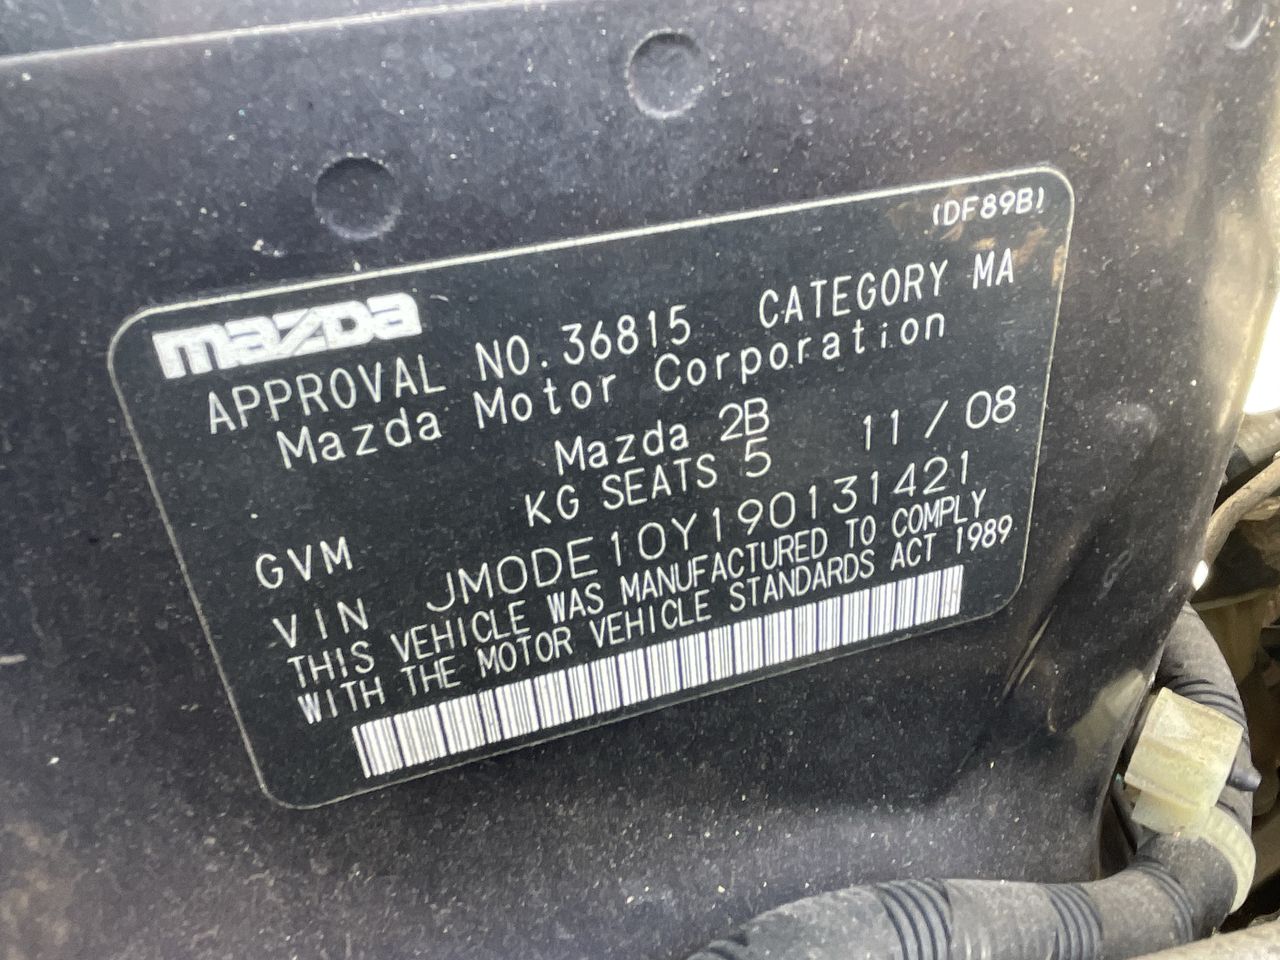 (DF89B)
mazda
APPROVAL NO. 36815 CATEGORY MA
Mazda Motor Corporation
Mazda 2B 11/08
GVM KG SEATS 5
VIN JM0DE10Y190131421
THIS VEHICLE WAS MANUFACTURED TO COMPLY
WITH THE MOTOR VEHICLE STANDARDS ACT 1989